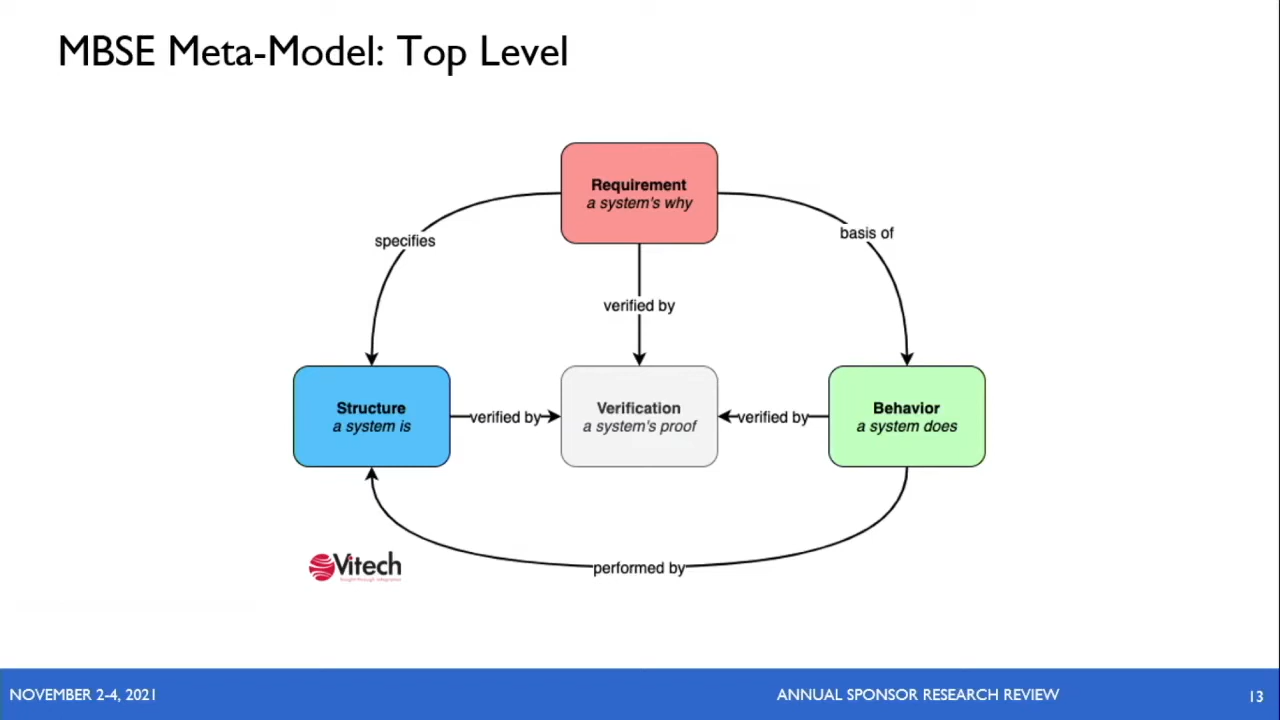 MBSE Meta-Model: Top Level
Requirement
a system's why
specifies
basis of
verified by
Structure
a system is
verified by
Verification
a system's proof
verified by
Behavior
a system does
Vitech
performed by
NOVEMBER 2-4, 2021
ANNUAL SPONSOR RESEARCH REVIEW
13